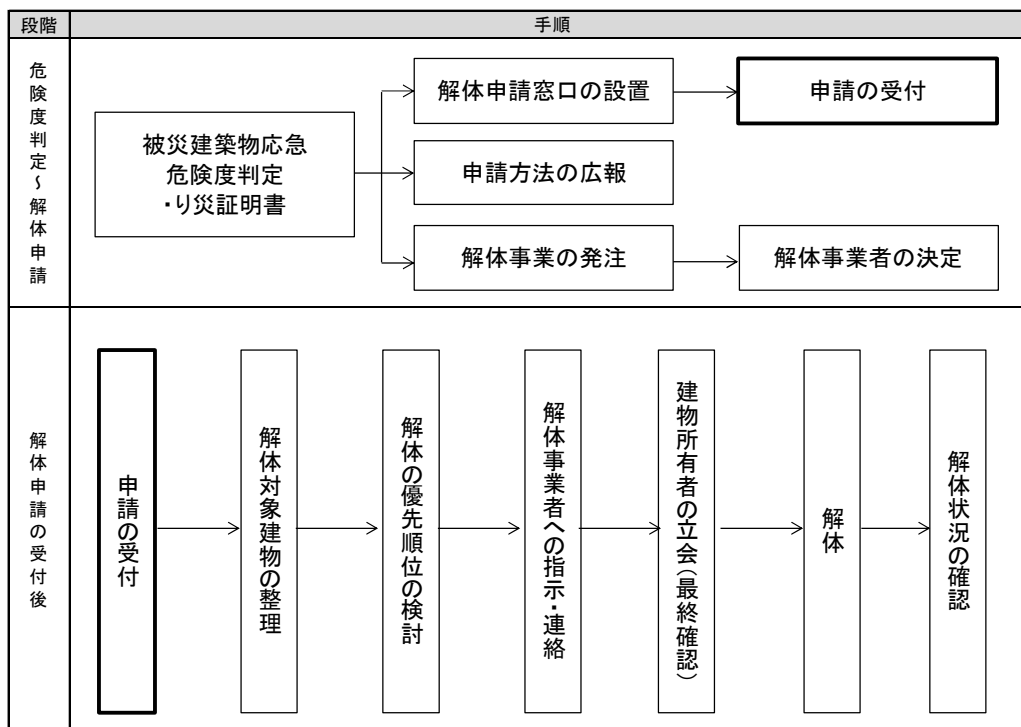 段階
手順
危険度判定～解体申請
被災建築物応急
危険度判定
・り災証明書
解体申請窓口の設置
申請の受付
申請方法の広報
解体事業の発注
解体事業者の決定
解体申請の受付後
申請の受付
解体対象建物の整理
解体の優先順位の検討
解体事業者への指示・連絡
建物所有者の立会（最終確認）
解体
解体状況の確認